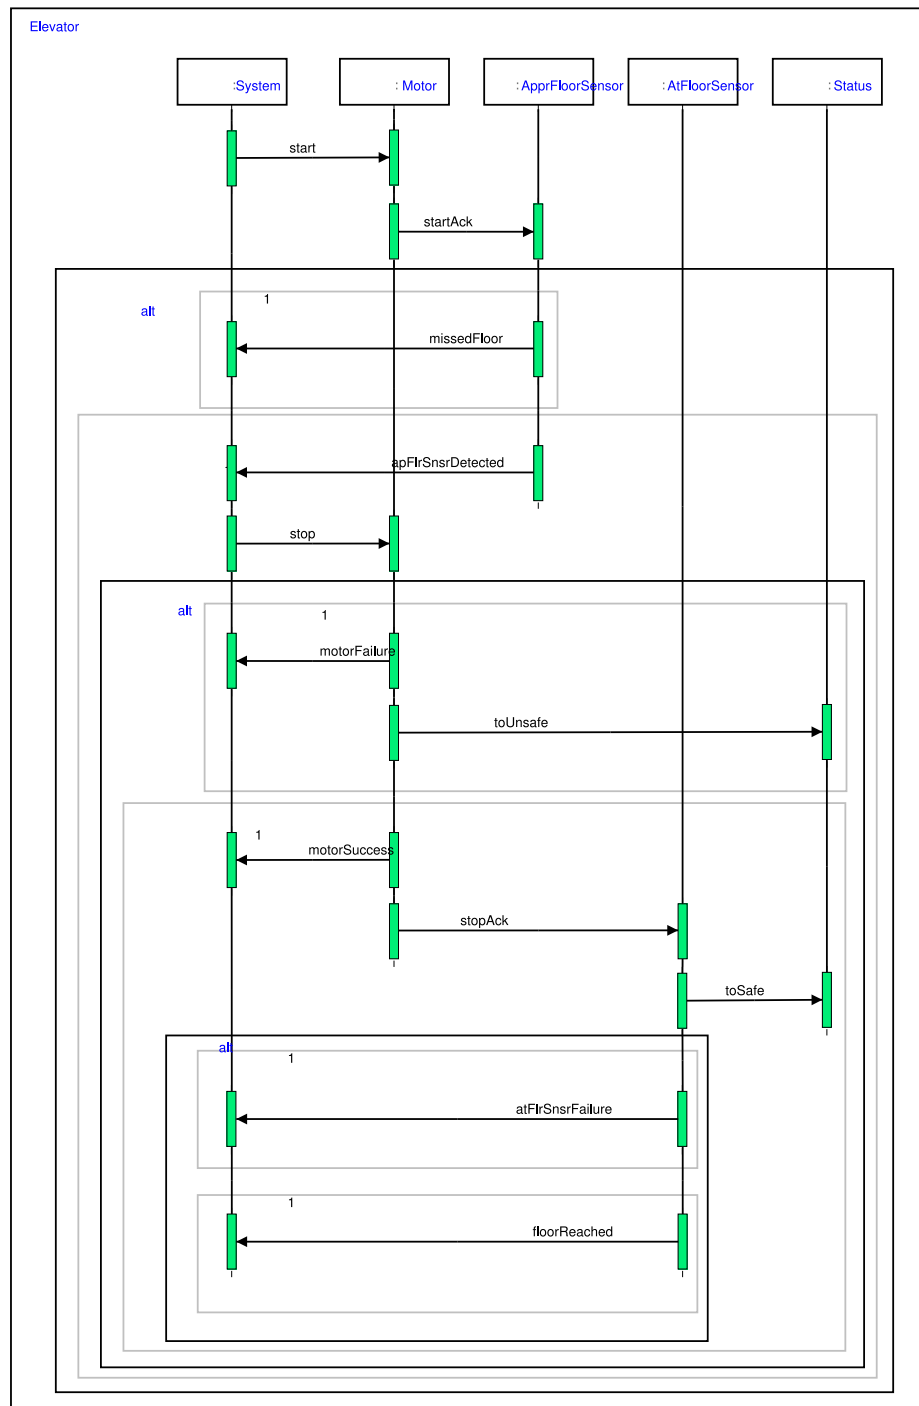 Elevator
:System
: Motor
: ApprFloorSensor
:AtFloorSensor
: Status
start
startAck
1
alt
missedFloor
apFlrSnsrDetected
stop
alt
1
motorFailure
toUnsafe
1
motorSuccess
stopAck
toSafe
alt
1
atFlrSnsrFailure
1
floorReached